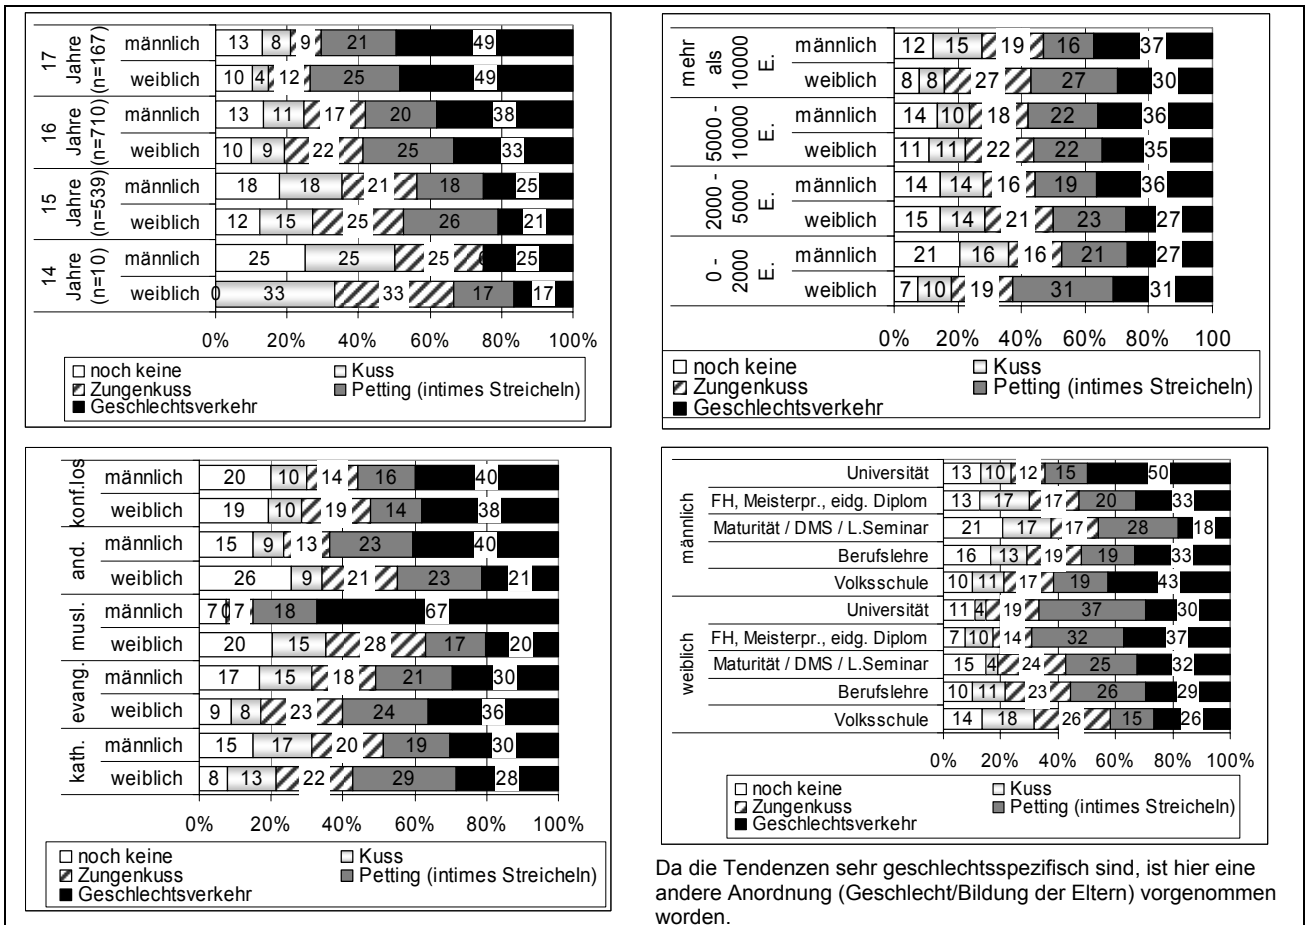 17 Jahre (n=167)
männlich 13 8 9 21 49
weiblich 10 4 12 25 49
16 Jahre (n=710)
männlich 13 11 17 20 38
weiblich 10 9 22 25 33
15 Jahre (n=539)
männlich 18 18 21 18 25
weiblich 12 15 25 26 21
14 Jahre (n=10)
männlich 25 25 25 25
weiblich 0 33 33 17 17
0% 20% 40% 60% 80% 100%
noch keine Kuss
Zungenkuss Petting (intimes Streicheln)
Geschlechtsverkehr
mehr als 10000 E.
männlich 12 15 19 16 37
weiblich 8 8 27 27 30
5000 - 10000 E.
männlich 14 10 18 22 36
weiblich 11 11 22 22 35
2000 - 5000 E.
männlich 14 14 16 19 36
weiblich 15 14 21 23 27
0 - 2000 E.
männlich 21 16 16 21 27
weiblich 7 10 19 31 31
0% 20% 40% 60% 80% 100
noch keine Kuss
Zungenkuss Petting (intimes Streicheln)
Geschlechtsverkehr
konf.los
männlich 20 10 14 16 40
weiblich 19 10 19 14 38
and.
männlich 15 9 13 23 40
weiblich 26 9 21 23 21
musl.
männlich 7 0 7 18 67
weiblich 20 15 28 17 20
evang.
männlich 17 15 18 21 30
weiblich 9 8 23 24 36
kath.
männlich 15 17 20 19 30
weiblich 8 13 22 29 28
0% 20% 40% 60% 80% 100%
noch keine Kuss
Zungenkuss Petting (intimes Streicheln)
Geschlechtsverkehr
männlich
Universität 13 10 12 15 50
FH, Meisterpr., eidg. Diplom 13 17 17 20 33
Maturität / DMS / L.Seminar 21 17 17 28 18
Berufslehre 16 13 19 19 33
Volksschule 10 11 17 19 43
weiblich
Universität 11 4 19 37 30
FH, Meisterpr., eidg. Diplom 7 10 14 32 37
Maturität / DMS / L.Seminar 15 4 24 25 32
Berufslehre 10 11 23 26 29
Volksschule 14 18 26 15 26
0% 20% 40% 60% 80% 100%
noch keine Kuss
Zungenkuss Petting (intimes Streicheln)
Geschlechtsverkehr
Da die Tendenzen sehr geschlechtsspezifisch sind, ist hier eine
andere Anordnung (Geschlecht/Bildung der Eltern) vorgenommen
worden.